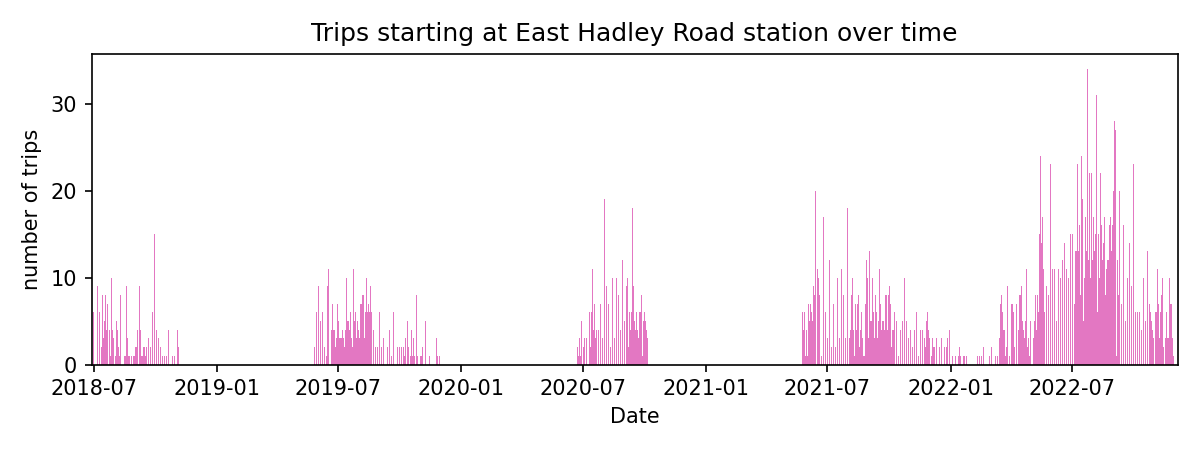 Trips starting at East Hadley Road station over time
number of trips
30
20
10
0
2018-07 2019-01 2019-07 2020-01 2020-07 2021-01 2021-07 2022-01 2022-07
Date